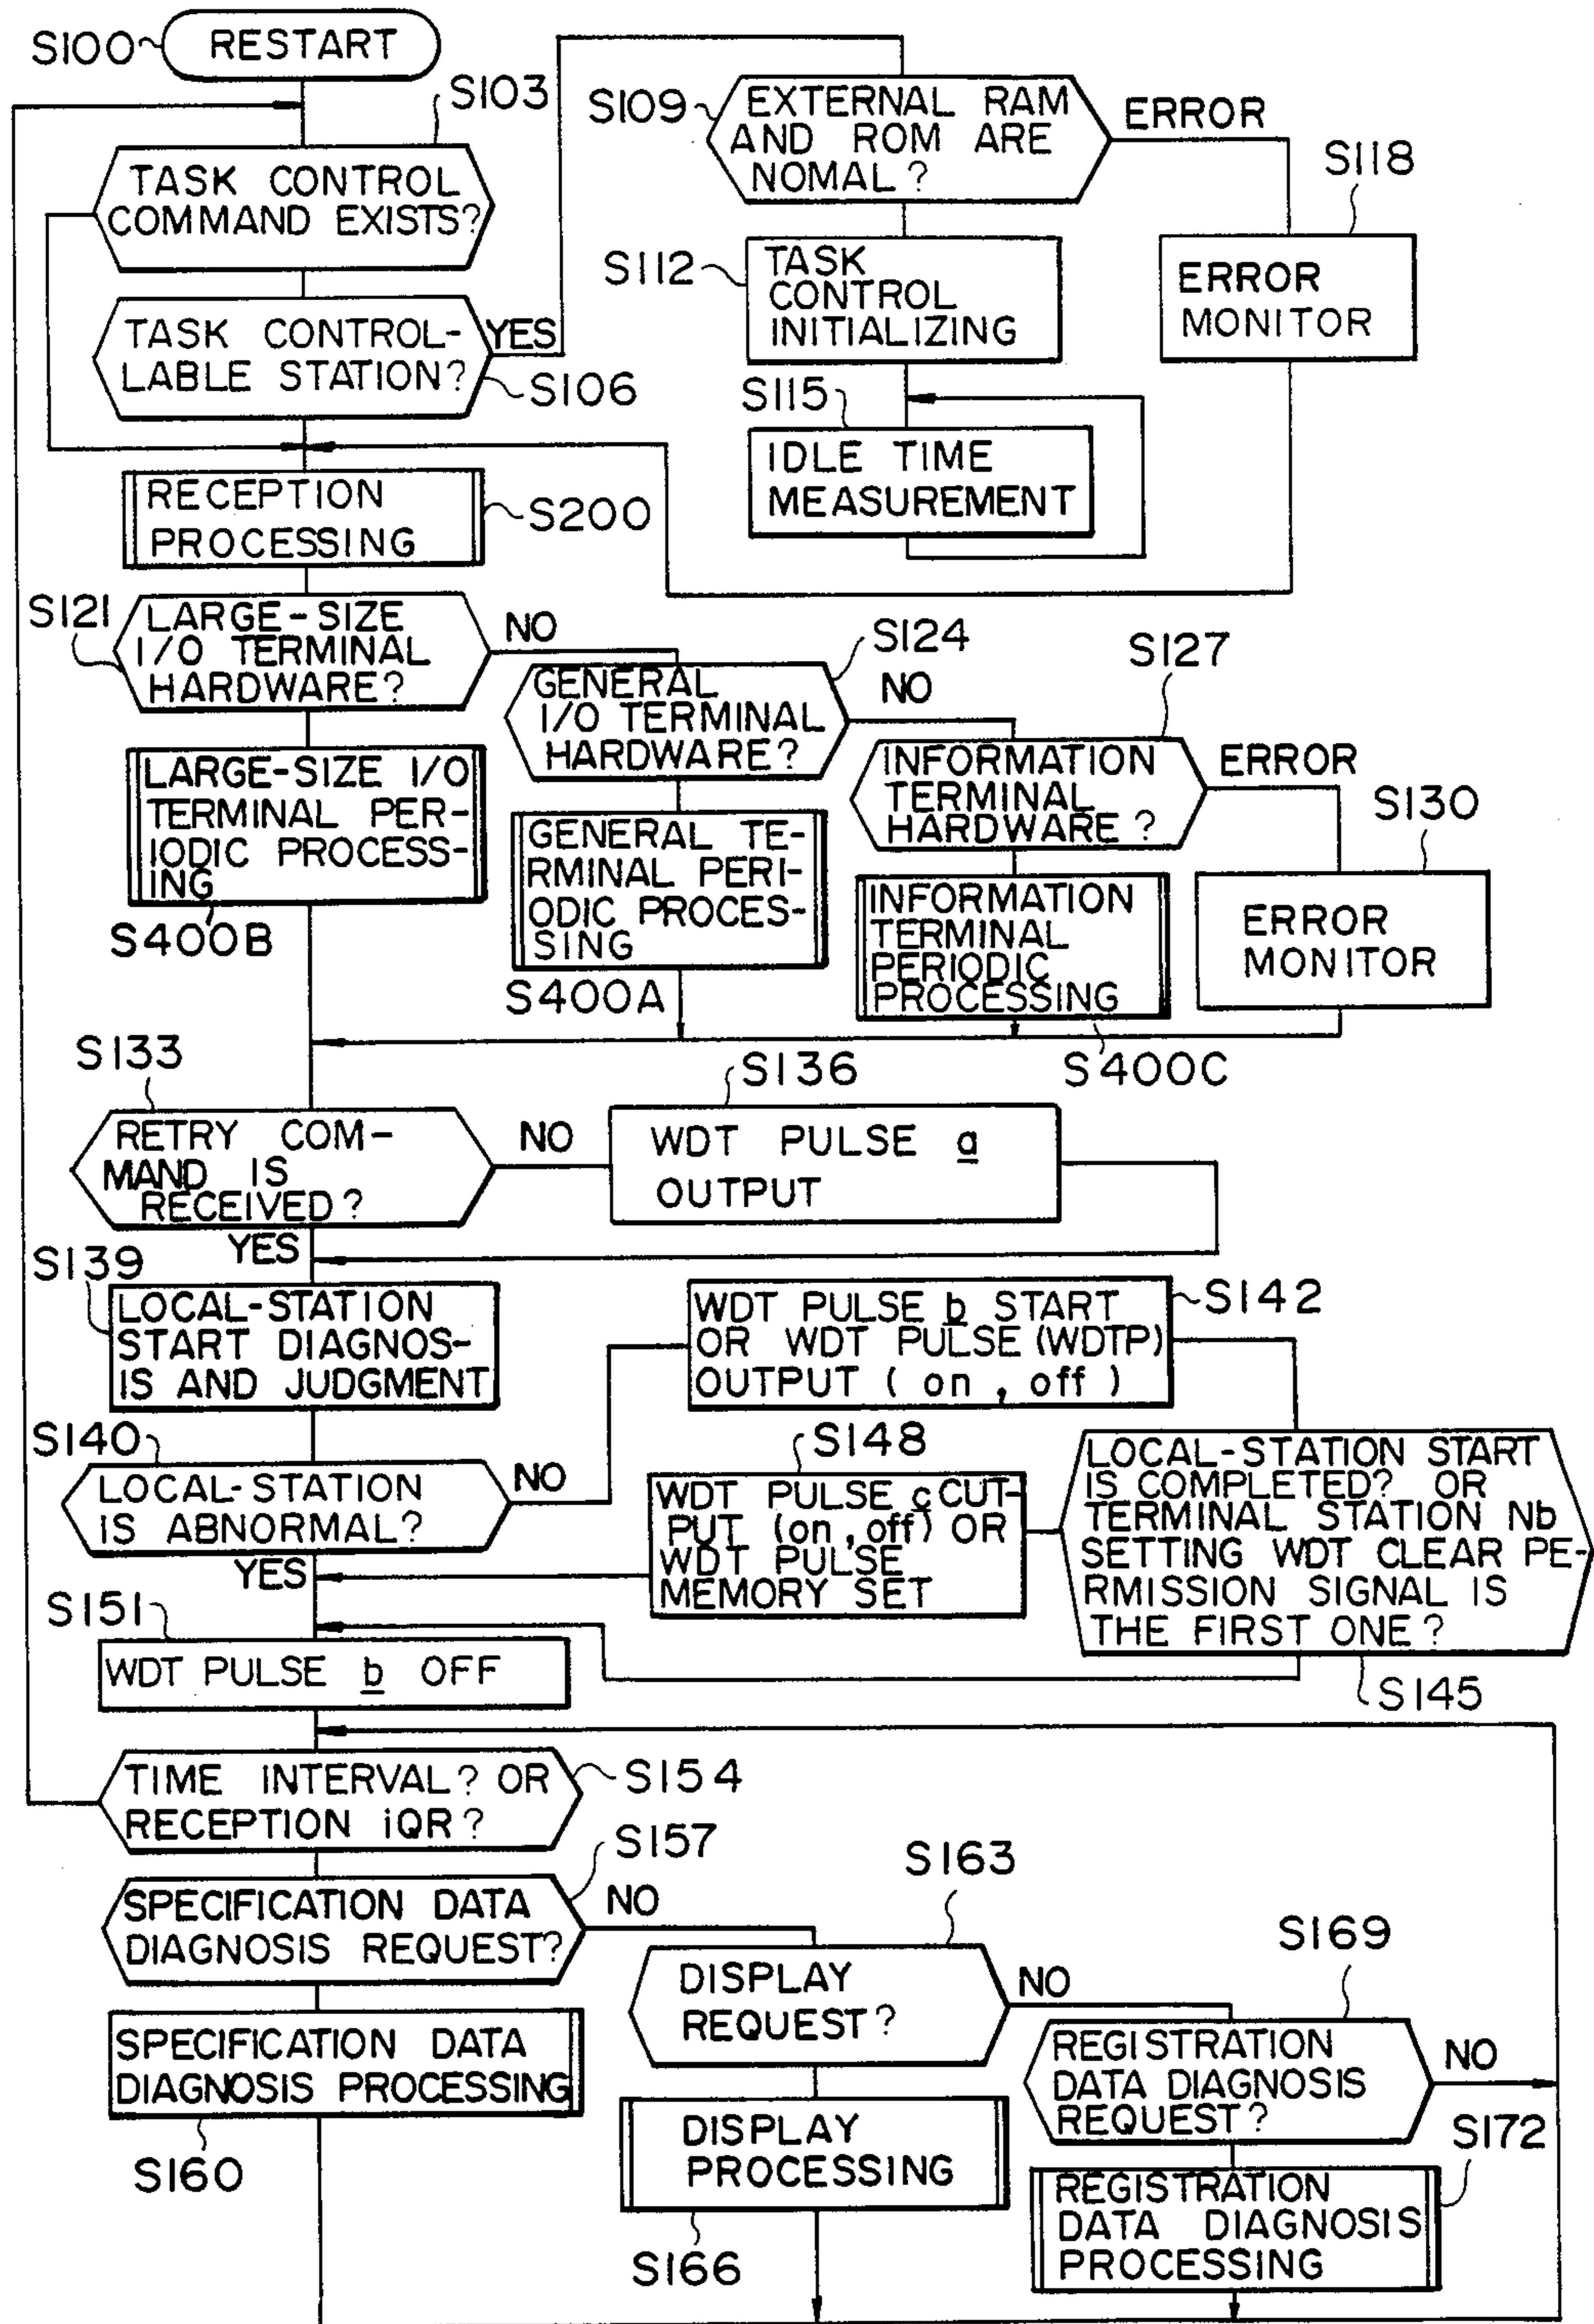 S100
RESTART
S103
TASK CONTROL
COMMAND EXISTS?
TASK CONTROL-
LABLE STATION?
YES
S106
S109
EXTERNAL RAM
AND ROM ARE
NOMAL?
ERROR
S118
ERROR
MONITOR
S112
TASK
CONTROL
INITIALIZING
S115
IDLE TIME
MEASUREMENT
RECEPTION
PROCESSING
S200
S121
LARGE-SIZE
I/O TERMINAL
HARDWARE?
NO
S124
GENERAL
I/O TERMINAL
HARDWARE?
NO
S127
INFORMATION
TERMINAL
HARDWARE?
ERROR
S130
ERROR
MONITOR
LARGE-SIZE I/O
TERMINAL PER-
IODIC PROCESS-
ING
S400B
GENERAL TE-
RMINAL PERI-
ODIC PROCES-
SING
S400A
INFORMATION
TERMINAL
PERIODIC
PROCESSING
S400C
S133
RETRY COM-
MAND IS
RECEIVED?
NO
S136
WDT PULSE a
OUTPUT
YES
S139
LOCAL-STATION
START DIAGNOS-
IS AND JUDGMENT
S140
LOCAL-STATION
IS ABNORMAL?
NO
WDT PULSE b START
OR WDT PULSE (WDTP)
OUTPUT (on, off)
S142
S148
WDT PULSE c CUT-
PUT (on, off) OR
WDT PULSE
MEMORY SET
LOCAL-STATION START
IS COMPLETED? OR
TERMINAL STATION Nb
SETTING WDT CLEAR PE-
RMISSION SIGNAL IS
THE FIRST ONE?
S145
YES
S151
WDT PULSE b OFF
TIME INTERVAL? OR
RECEPTION iQR?
S154
S157
SPECIFICATION DATA
DIAGNOSIS REQUEST?
NO
S163
DISPLAY
REQUEST?
NO
S169
REGISTRATION
DATA DIAGNOSIS
REQUEST?
NO
SPECIFICATION DATA
DIAGNOSIS PROCESSING
S160
DISPLAY
PROCESSING
S166
S172
REGISTRATION
DATA DIAGNOSIS
PROCESSING